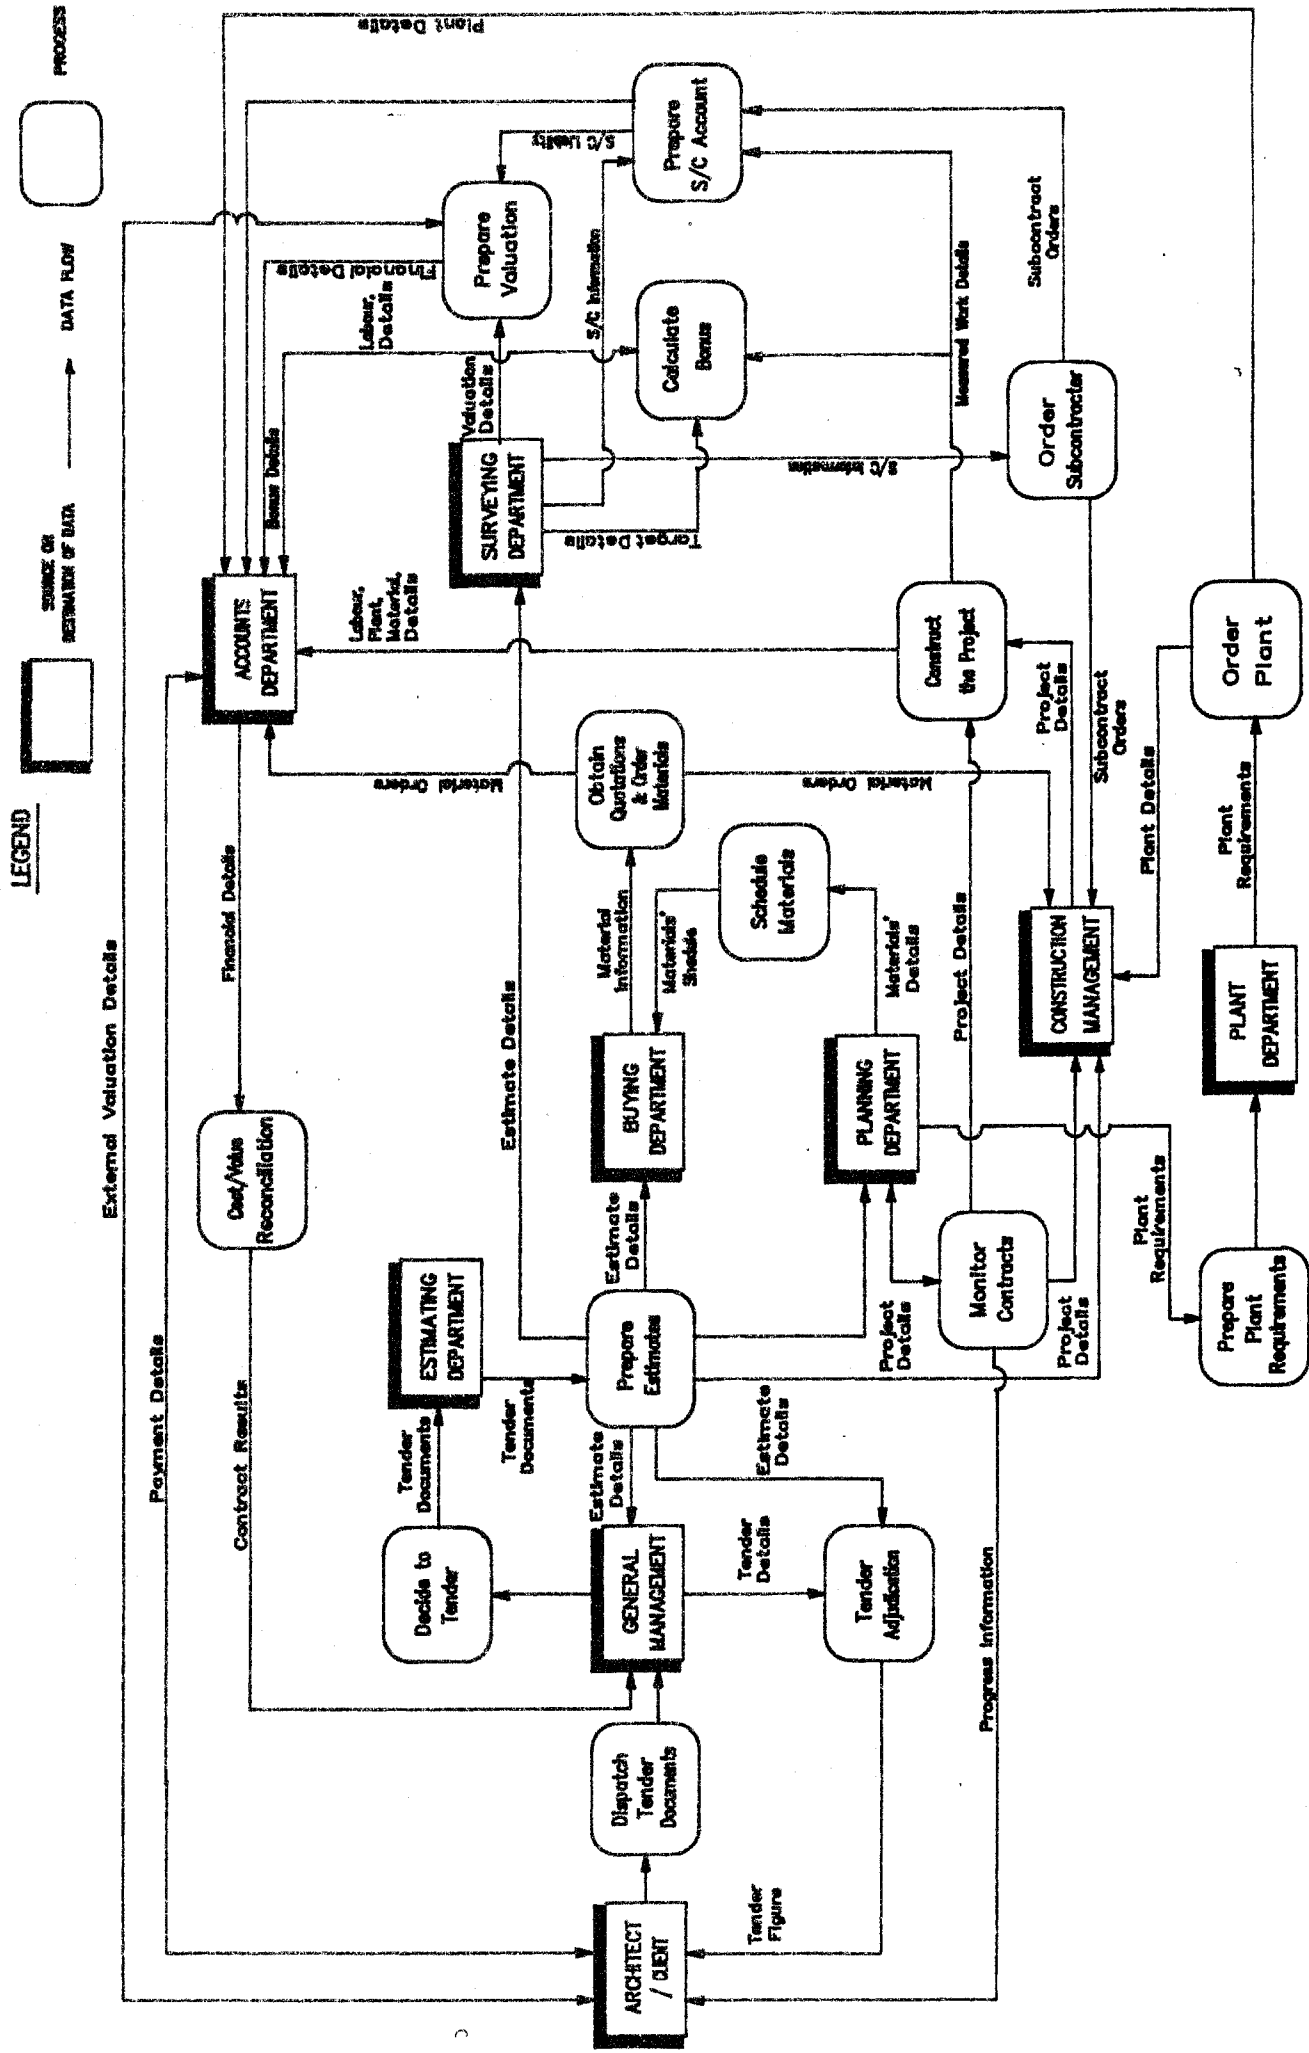 LEGEND
SOURCE OR
DESTINATION OF DATA
DATA FLOW
PROCESS
External Valuation Details
Payment Details
Contract Results
Cost/Value
Reconciliation
Financial Details
ACCOUNTS
DEPARTMENT
Bonus Details
Labour,
Details
Financial Details
Plant Details
Prepare
Valuation
S/C Liability
Prepare
S/C Account
Valuation
Details
SURVEYING
DEPARTMENT
S/C Information
Target Details
Calculate
Bonus
S/C Information
Measured Work Details
Subcontract
Orders
Order
Subcontracter
Labour,
Plant,
Material,
Details
Construct
the Project
Project
Details
Subcontract
Orders
Material Orders
Obtain
Quotations
& Order
Materials
Material Orders
Material
Information
Materials'
Shedule
Schedule
Materials
Materials'
Details
Estimate Details
BUYING
DEPARTMENT
PLANNING
DEPARTMENT
Project Details
CONSTRUCTION
MANAGEMENT
Plant Details
Order
Plant
Plant
Requirements
PLANT
DEPARTMENT
Plant
Requirements
Prepare
Plant
Requirements
Estimate
Details
ESTIMATING
DEPARTMENT
Tender
Documents
Tender
Documents
Prepare
Estimates
Project
Details
Monitor
Contracts
Project
Details
Estimate
Details
Estimate
Details
Decide to
Tender
GENERAL
MANAGEMENT
Tender
Details
Tender
Adjudication
Progress Information
Dispatch
Tender
Documents
Tender
Figure
ARCHITECT
/ CLIENT